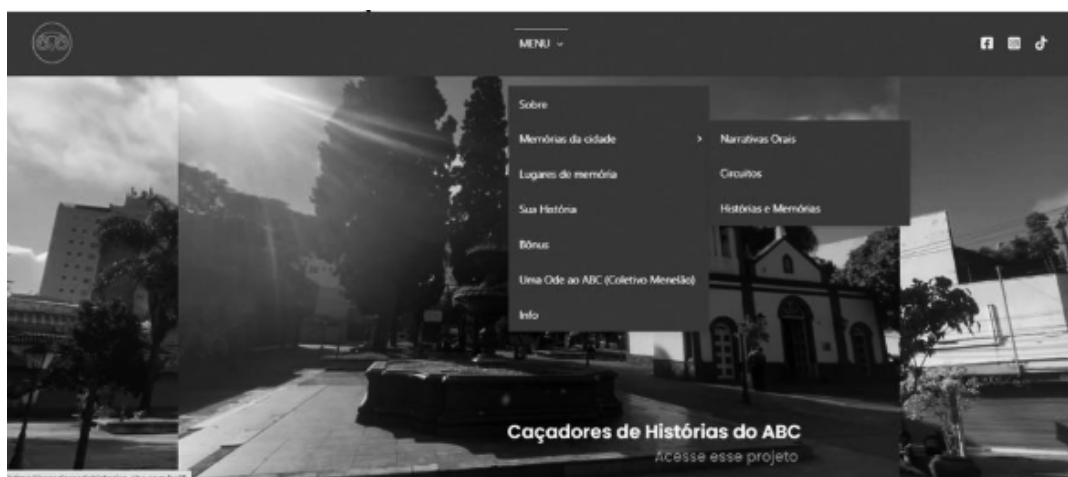 MENU
Sobre
Memórias da cidade
Narrativas Orais
Lugares de memória
Circuitos
Sua História
Histórias e Memórias
Bônus
Uma Ode ao ABC (Coletivo Menelão)
Info
Caçadores de Histórias do ABC
Acesse esse projeto